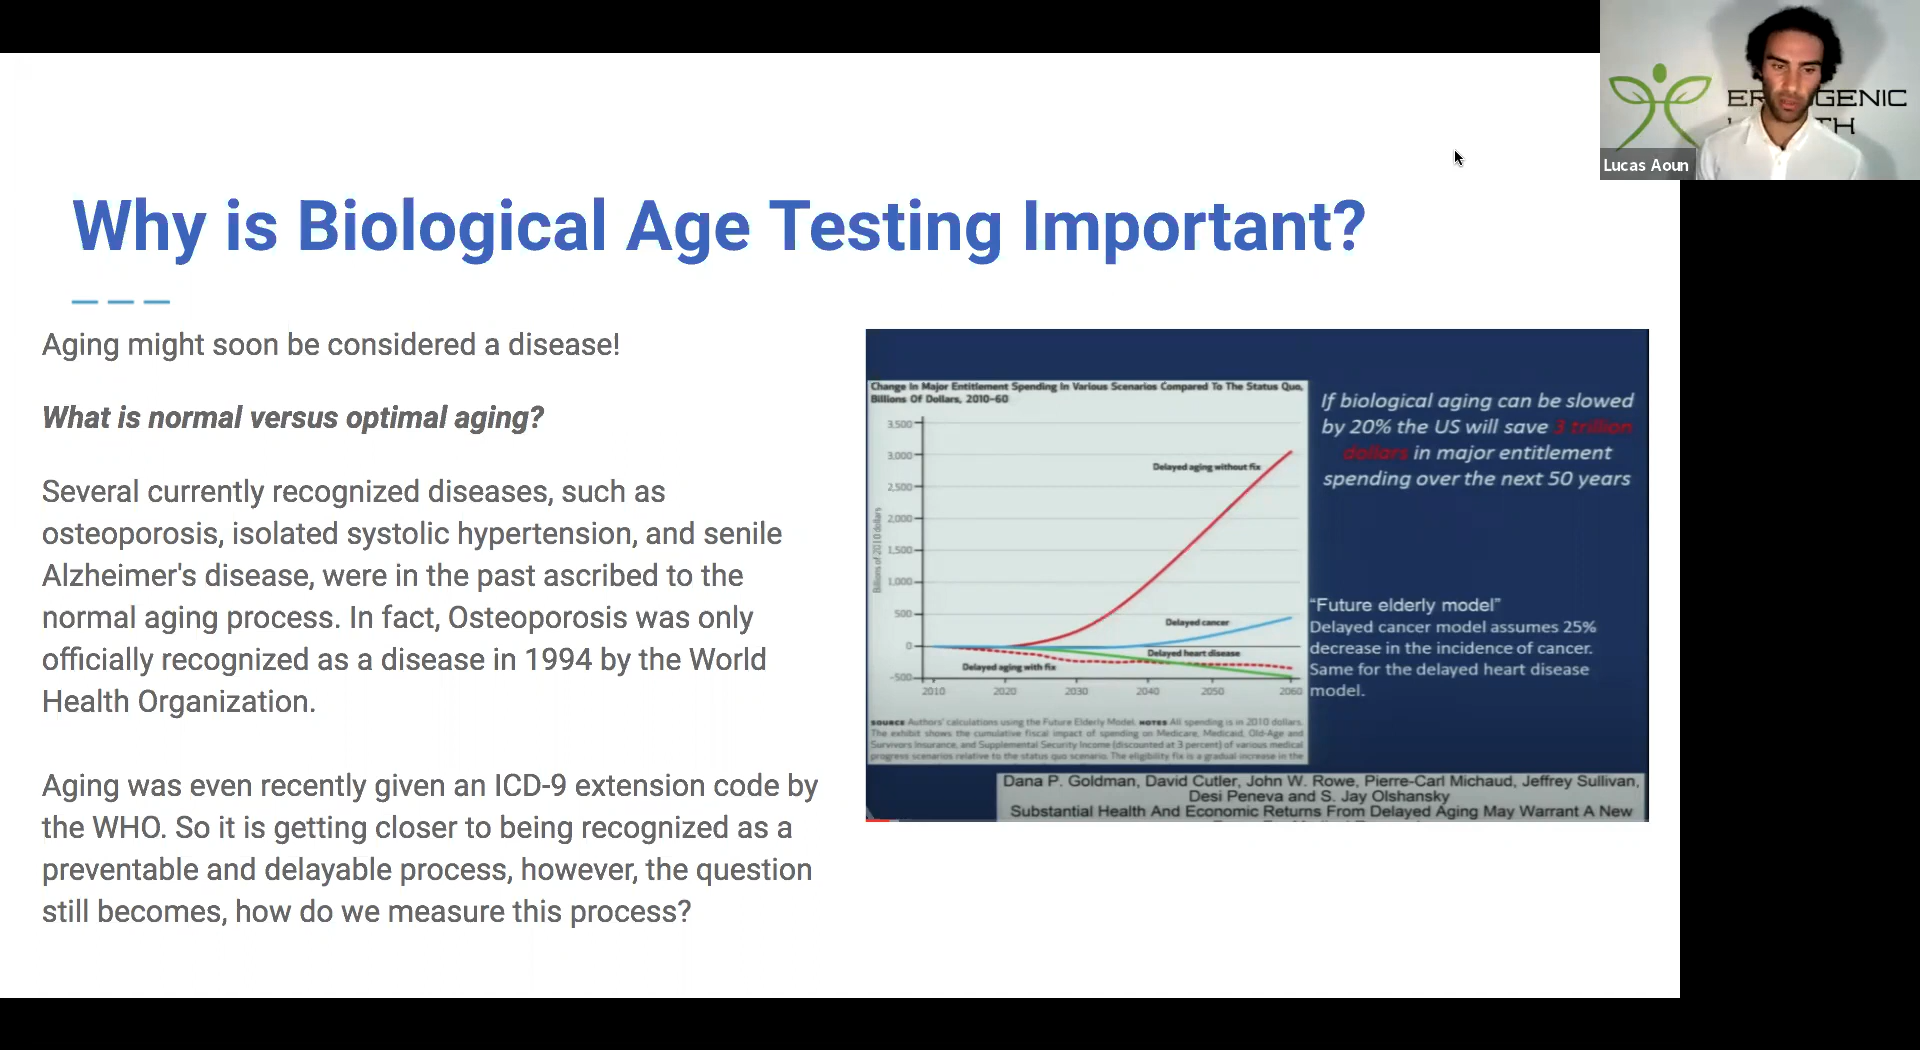 Why is Biological Age Testing Important?
Aging might soon be considered a disease!
What is normal versus optimal aging?
Several currently recognized diseases, such as
osteoporosis, isolated systolic hypertension, and senile
Alzheimer's disease, were in the past ascribed to the
normal aging process. In fact, Osteoporosis was only
officially recognized as a disease in 1994 by the World
Health Organization.
Aging was even recently given an ICD-9 extension code by
the WHO. So it is getting closer to being recognized as a
preventable and delayable process, however, the question
still becomes, how do we measure this process?
Change In Major Entitlement Spending In Various Scenarios Compared To The Status Quo,
Billions Of Dollars, 2010–60
Billions of 2010 dollars
3,500
3,000
2,500
2,000
1,500
1,000
500
0
-500
Delayed aging without fix
Delayed cancer
Delayed heart disease
Delayed aging with fix
2010 2020 2030 2040 2050 2060
SOURCE Authors' calculations using the Future Elderly Model. NOTES All spending is in 2010 dollars.
The exhibit shows the cumulative fiscal impact of spending on Medicare, Medicaid, Old-Age and
Survivors Insurance, and Supplemental Security Income (discounted at 3 percent) of various medical
progress scenarios relative to the status quo scenario. The eligibility fix is a gradual increase in the
If biological aging can be slowed
by 20% the US will save 3 trillion
dollars in major entitlement
spending over the next 50 years
"Future elderly model"
Delayed cancer model assumes 25%
decrease in the incidence of cancer.
Same for the delayed heart disease
model.
Dana P. Goldman, David Cutler, John W. Rowe, Pierre-Carl Michaud, Jeffrey Sullivan,
Desi Peneva and S. Jay Olshansky
Substantial Health And Economic Returns From Delayed Aging May Warrant A New
ER GENIC
TH
Lucas Aoun